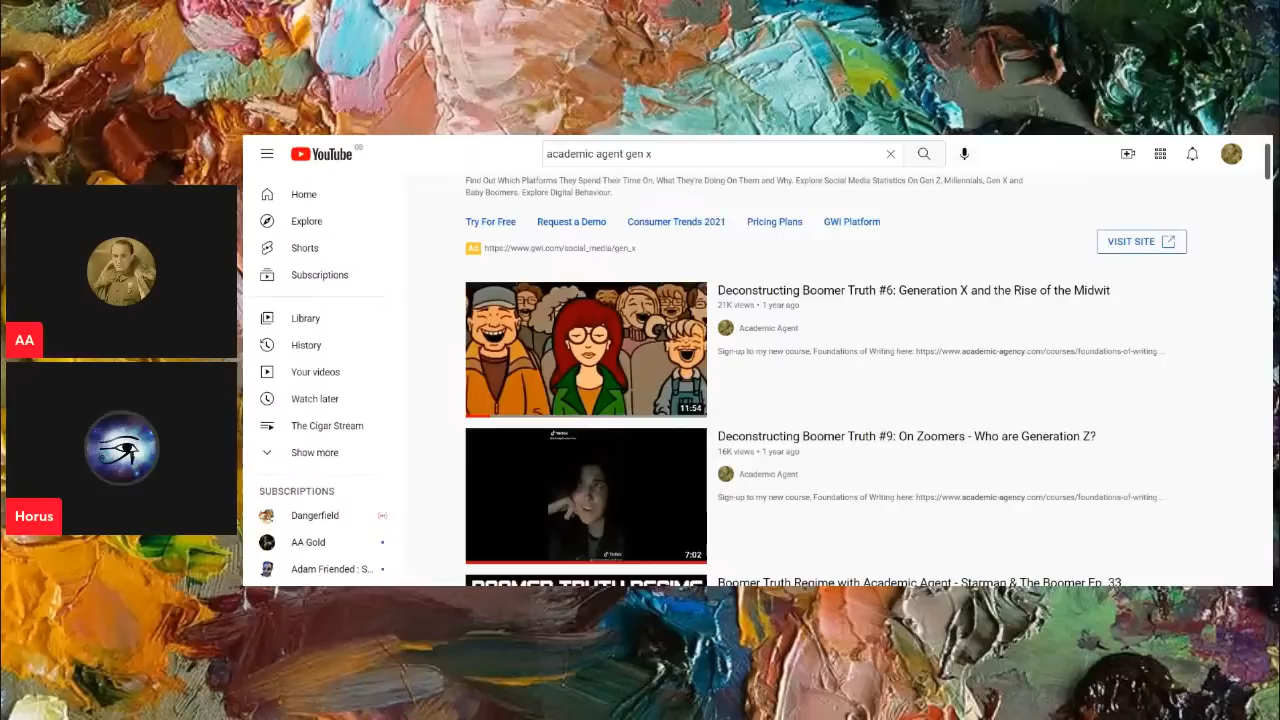 YouTube GB
academic agent gen x
Home
Explore
Shorts
Subscriptions
Library
History
Your videos
Watch later
The Cigar Stream
Show more
SUBSCRIPTIONS
Dangerfield
AA Gold
Adam Friended : S...
AA
Horus
Find Out Which Platforms They Spend Their Time On, What They're Doing On Them and Why. Explore Social Media Statistics On Gen Z, Millennials, Gen X and
Baby Boomers. Explore Digital Behaviour.
Try For Free Request a Demo Consumer Trends 2021 Pricing Plans GWI Platform
Ad https://www.gwi.com/social_media/gen_x
VISIT SITE
11:54
Deconstructing Boomer Truth #6: Generation X and the Rise of the Midwit
21K views • 1 year ago
Academic Agent
Sign-up to my new course, Foundations of Writing here: https://www.academic-agency.com/courses/foundations-of-writing ...
TikTok
TikTok
7:02
Deconstructing Boomer Truth #9: On Zoomers - Who are Generation Z?
16K views • 1 year ago
Academic Agent
Sign-up to my new course, Foundations of Writing here: https://www.academic-agency.com/courses/foundations-of-writing ...
BOOMER TRUTH REGIME
Boomer Truth Regime with Academic Agent - Starman & The Boomer Ep. 33